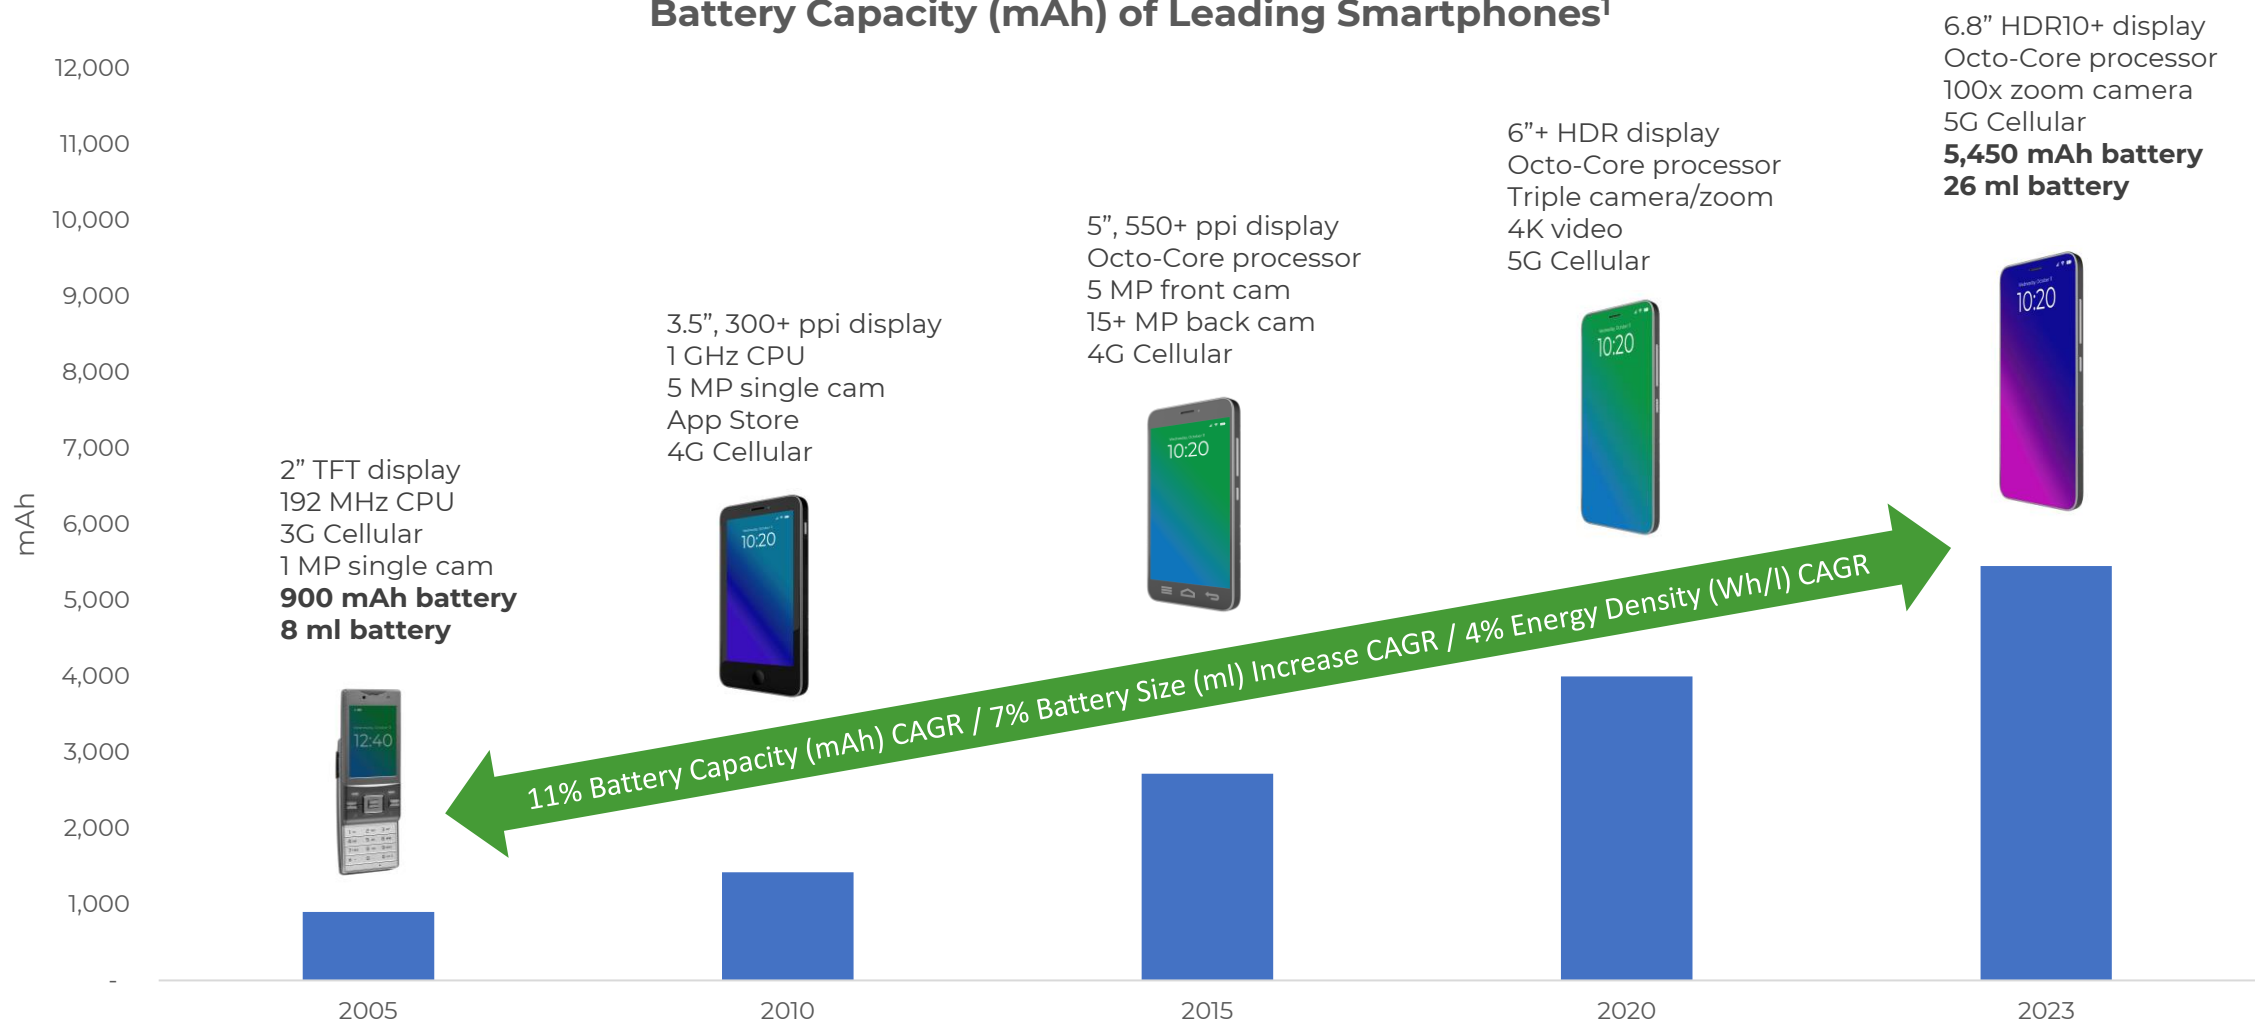 Battery Capacity (mAh) of Leading Smartphones¹
mAh
12,000
11,000
10,000
9,000
8,000
7,000
6,000
5,000
4,000
3,000
2,000
1,000
-
2” TFT display
192 MHz CPU
3G Cellular
1 MP single cam
900 mAh battery
8 ml battery
12:40
3.5”, 300+ ppi display
1 GHz CPU
5 MP single cam
App Store
4G Cellular
10:20
5”, 550+ ppi display
Octo-Core processor
5 MP front cam
15+ MP back cam
4G Cellular
10:20
6”+ HDR display
Octo-Core processor
Triple camera/zoom
4K video
5G Cellular
10:20
6.8” HDR10+ display
Octo-Core processor
100x zoom camera
5G Cellular
5,450 mAh battery
26 ml battery
10:20
11% Battery Capacity (mAh) CAGR / 7% Battery Size (ml) Increase CAGR / 4% Energy Density (Wh/l) CAGR
2005
2010
2015
2020
2023